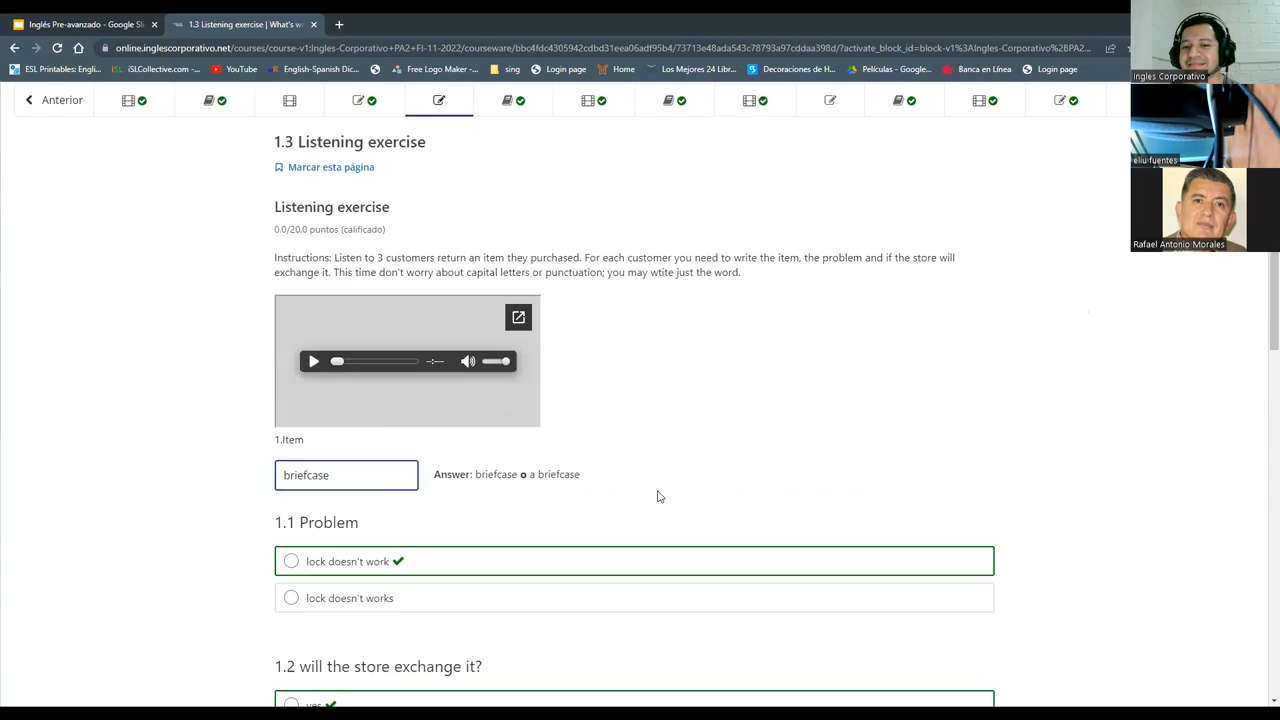 Inglés Pre-avanzado - Google Sli
1.3 Listening exercise | What's w
online.inglescorporativo.net/courses/course-v1:Ingles-Corporativo+PA2+FI-11-2022/courseware/bbc4fdc4305942cdbd31eea06adf95b4/73713e48ada543c78793a97cddaa398d/?activate_block_id=block-v1%3AIngles-Corporativo%2BPA2...
ESL Printables: Engli...
iSLCollective.com -...
YouTube
English-Spanish Dic...
Free Logo Maker -...
sing
Login page
Home
Los Mejores 24 Libr...
Decoraciones de H...
Películas - Google...
Banca en Línea
Login page
Ingles Corporativo
Anterior
eliu fuentes
1.3 Listening exercise
Marcar esta página
Listening exercise
0.0/20.0 puntos (calificado)
Rafael Antonio Morales
Instructions: Listen to 3 customers return an item they purchased. For each customer you need to write the item, the problem and if the store will
exchange it. This time don't worry about capital letters or punctuation; you may wtite just the word.
-:--
1.Item
briefcase
Answer: briefcase o a briefcase
1.1 Problem
lock doesn't work
lock doesn't works
1.2 will the store exchange it?
yes